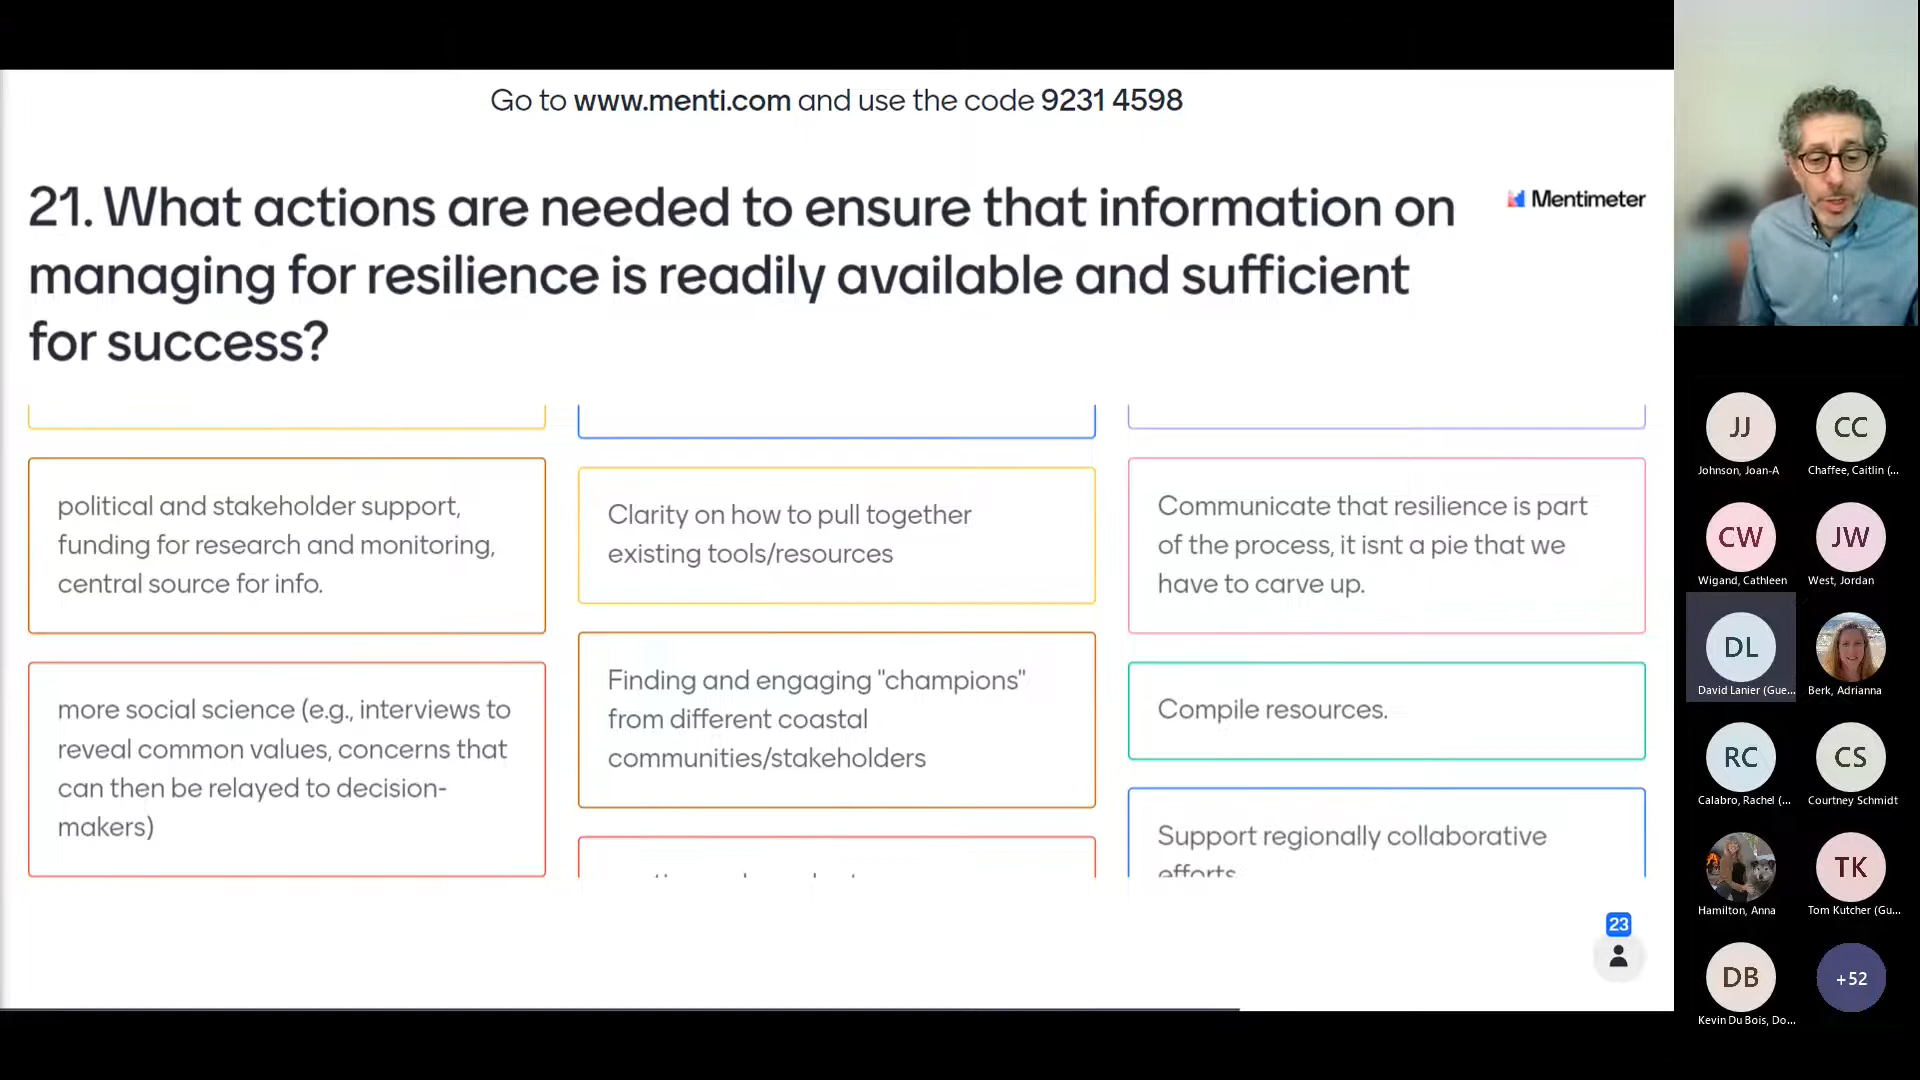 Go to www.menti.com and use the code 9231 4598
21. What actions are needed to ensure that information on
managing for resilience is readily available and sufficient
for success?
Mentimeter
political and stakeholder support,
funding for research and monitoring,
central source for info.
more social science (e.g., interviews to
reveal common values, concerns that
can then be relayed to decision-
makers)
Clarity on how to pull together
existing tools/resources
Finding and engaging "champions"
from different coastal
communities/stakeholders
Communicate that resilience is part
of the process, it isnt a pie that we
have to carve up.
Compile resources.
Support regionally collaborative
efforts
23
JJ
Johnson, Joan-A
CC
Chaffee, Caitlin (...
CW
Wigand, Cathleen
JW
West, Jordan
DL
David Lanier (Gue...
Berk, Adrianna
RC
Calabro, Rachel (...
CS
Courtney Schmidt
Hamilton, Anna
TK
Tom Kutcher (Gu...
DB
Kevin Du Bois, Do...
+52